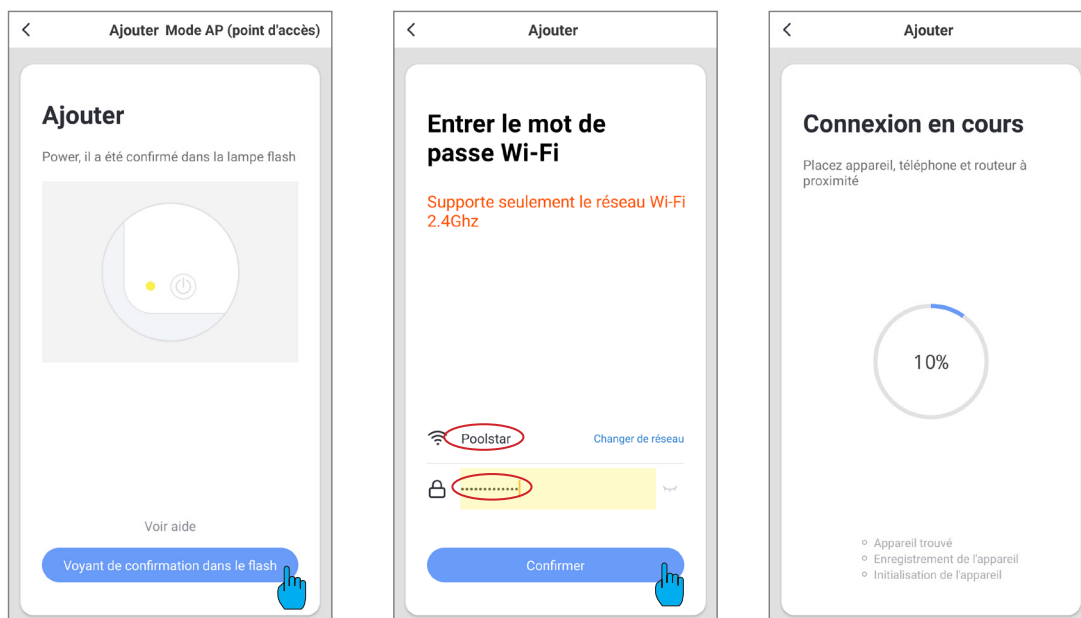 Ajouter Mode AP (point d'accès)
Ajouter
Power, il a été confirmé dans la lampe flash
Voir aide
Voyant de confirmation dans le flash
Ajouter
Entrer le mot de
passe Wi-Fi
Supporte seulement le réseau Wi-Fi
2.4Ghz
Poolstar
Changer de réseau
•••••••••••••
Confirmer
Ajouter
Connexion en cours
Placez appareil, téléphone et routeur à
proximité
10%
Appareil trouvé
Enregistrement de l'appareil
Initialisation de l'appareil